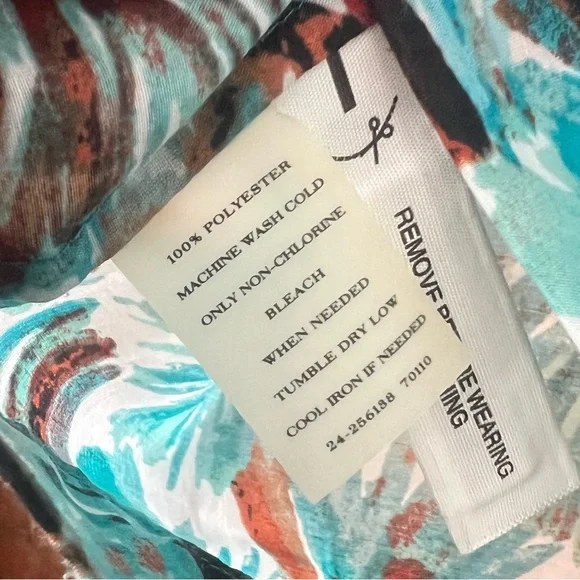 100% POLYESTER
MACHINE WASH COLD
ONLY NON-CHLORINE
BLEACH
WHEN NEEDED
TUMBLE DRY LOW
COOL IRON IF NEEDED
24-256188 70110
REMOVE WEARING